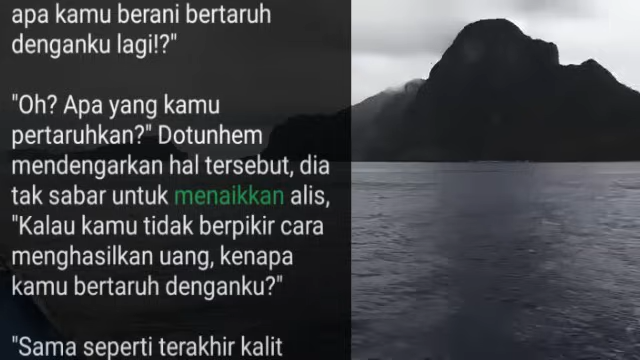 apa kamu berani bertaruh
denganku lagi!?"
"Oh? Apa yang kamu
pertaruhkan?" Dotunhem
mendengarkan hal tersebut, dia
tak sabar untuk menaikkan alis,
"Kalau kamu tidak berpikir cara
menghasilkan uang, kenapa
kamu bertaruh denganku?"
"Sama seperti terakhir kalit